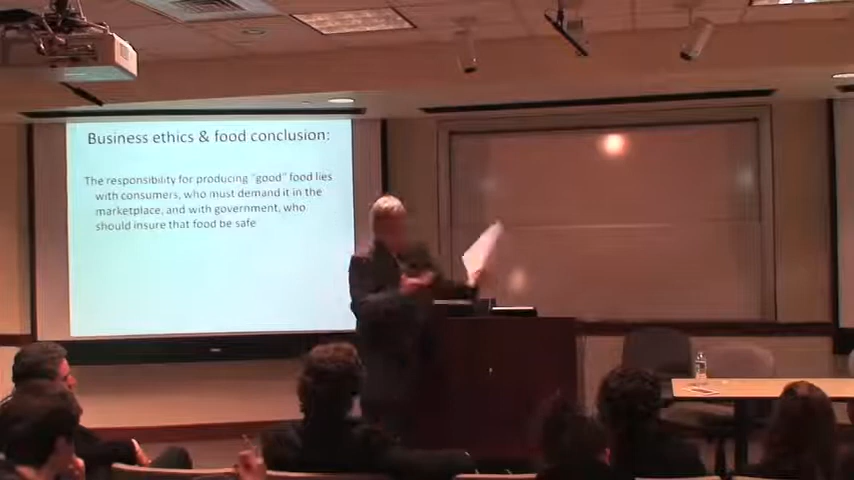 Business ethics & food conclusion:
The responsibility for producing "good" food lies
with consumers, who must demand it in the
marketplace, and with government, who
should insure that food be safe